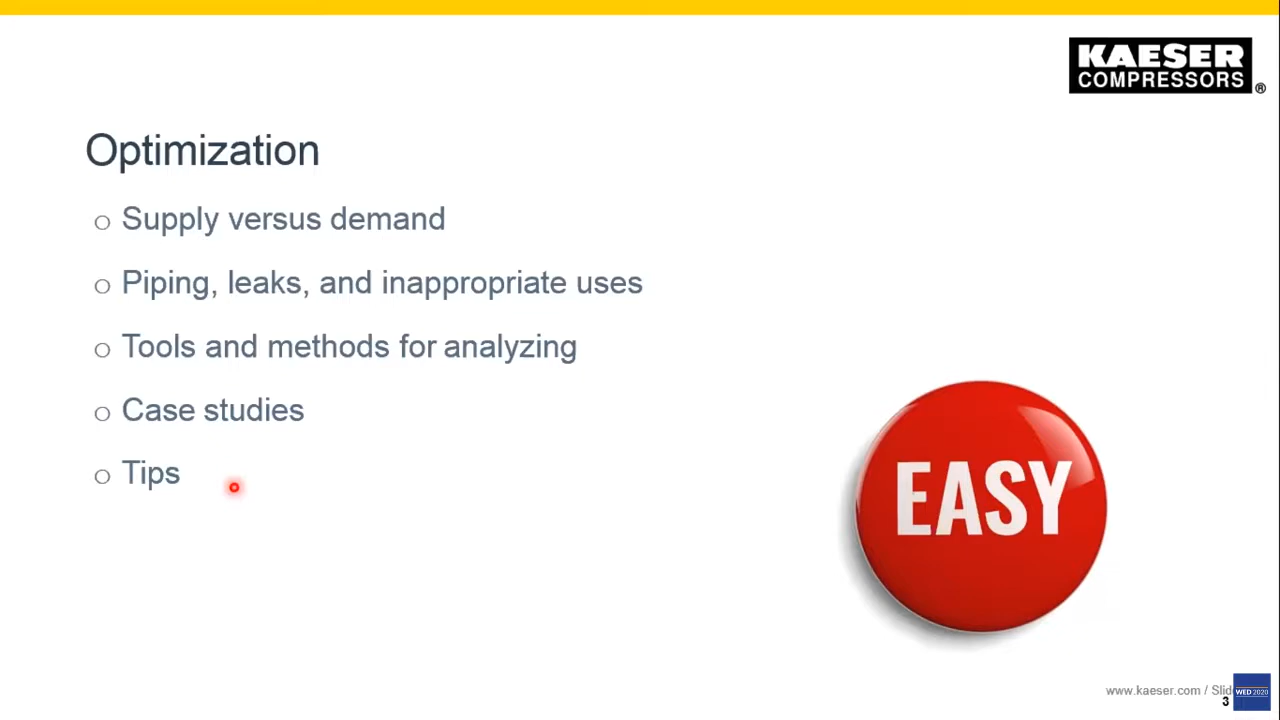 KAESER
COMPRESSORS®
Optimization
Supply versus demand
Piping, leaks, and inappropriate uses
Tools and methods for analyzing
Case studies
Tips
EASY
www.kaeser.com / Slid
3
WED 2020